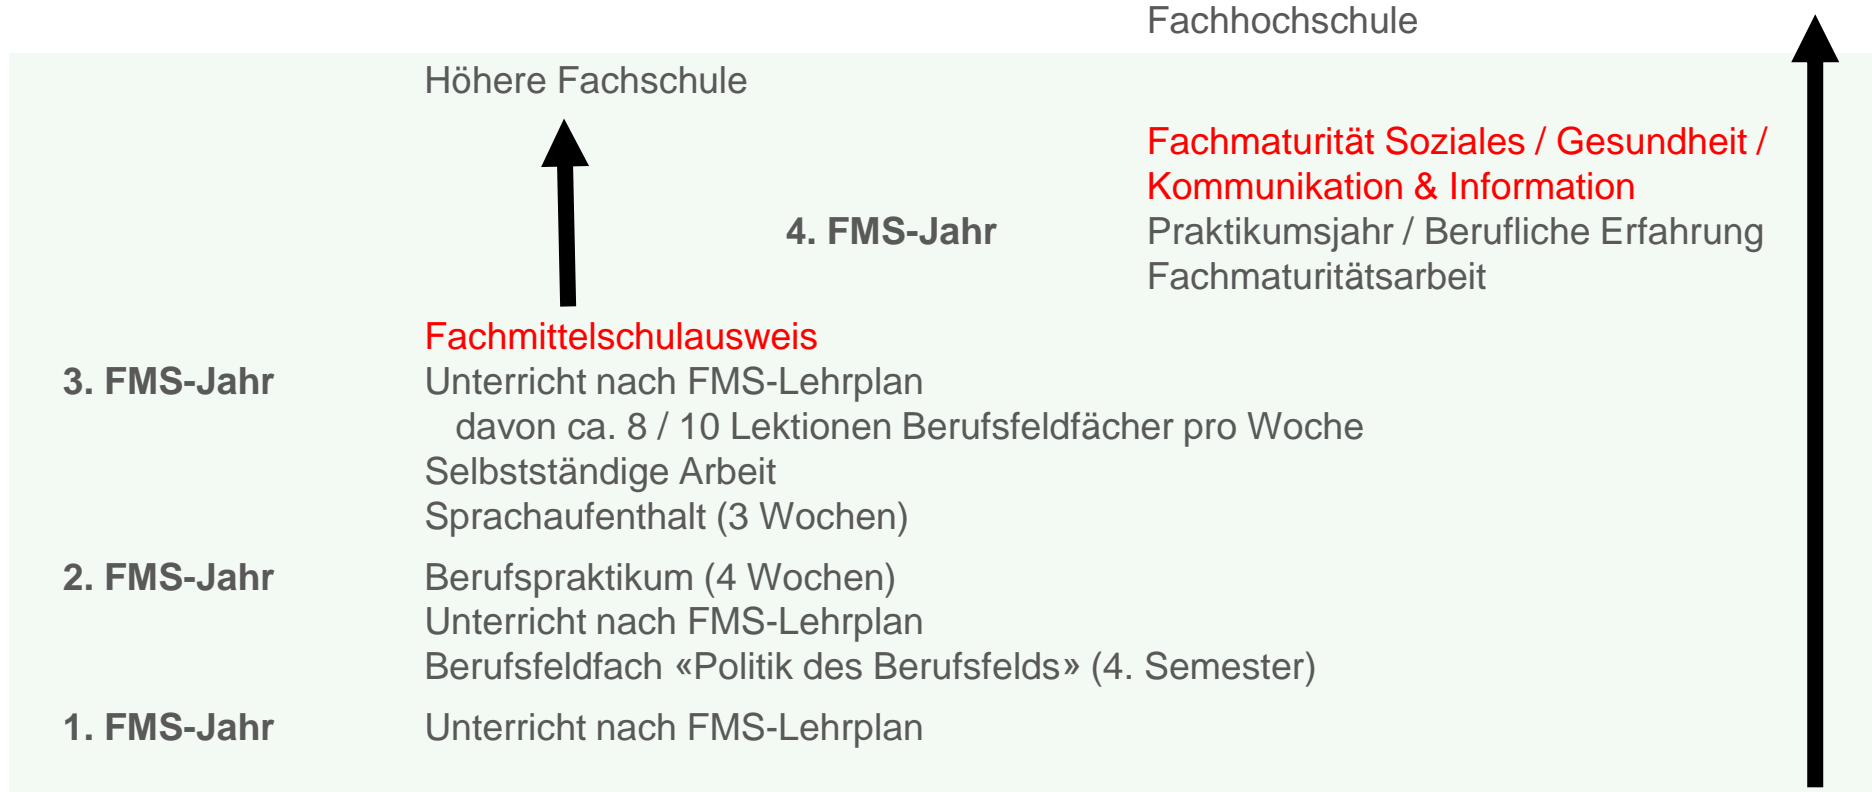 Fachhochschule
Höhere Fachschule
Fachmaturität Soziales / Gesundheit /
Kommunikation & Information
4. FMS-Jahr Praktikumsjahr / Berufliche Erfahrung
Fachmaturitätsarbeit
Fachmittelschulausweis
3. FMS-Jahr Unterricht nach FMS-Lehrplan
davon ca. 8 / 10 Lektionen Berufsfeldfächer pro Woche
Selbstständige Arbeit
Sprachaufenthalt (3 Wochen)
2. FMS-Jahr Berufspraktikum (4 Wochen)
Unterricht nach FMS-Lehrplan
Berufsfeldfach «Politik des Berufsfelds» (4. Semester)
1. FMS-Jahr Unterricht nach FMS-Lehrplan